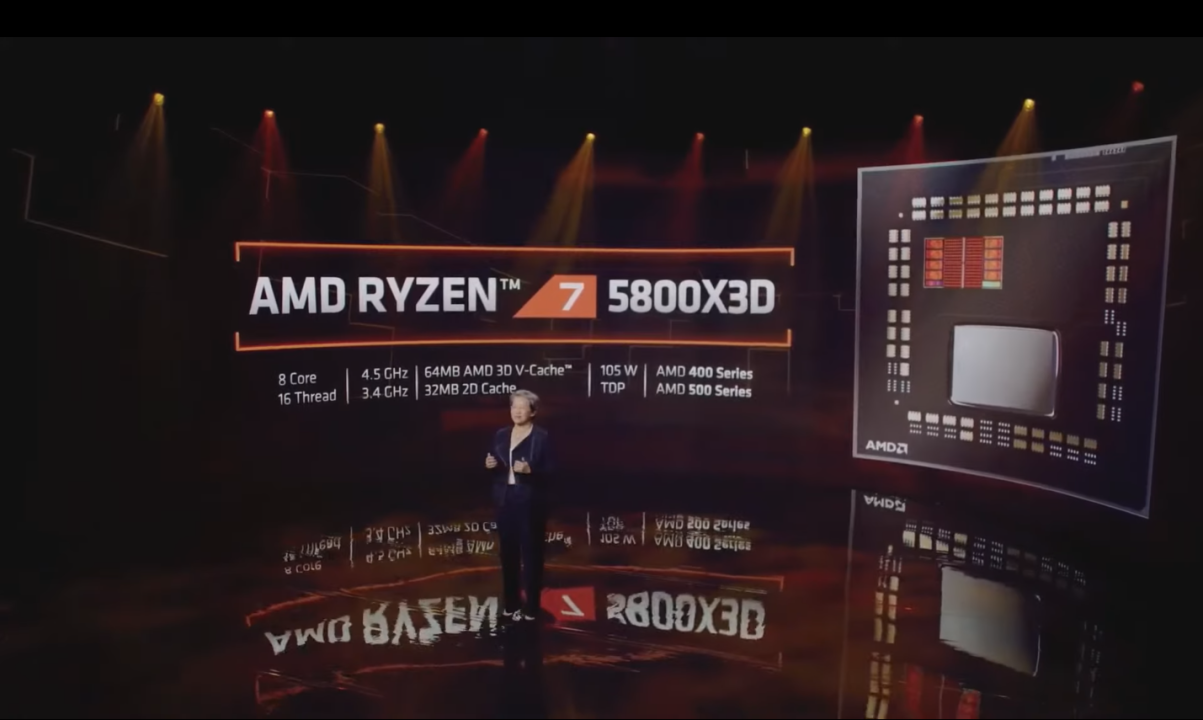 AMD RYZEN™ 7 5800X3D
8 Core
16 Thread
4.5 GHz
3.4 GHz
64MB AMD 3D V-Cache™
32MB 2D Cache
105 W
TDP
AMD 400 Series
AMD 500 Series
AMD